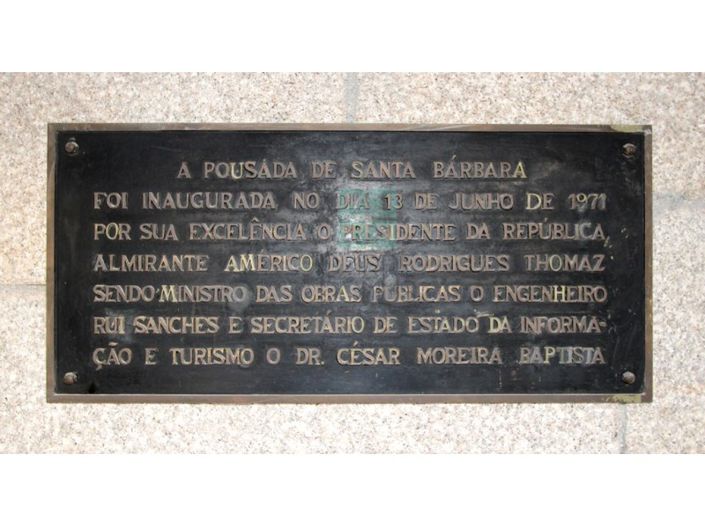 A POUSADA DE SANTA BÁRBARA
FOI INAUGURADA NO DIA 13 DE JUNHO DE 1971
POR SUA EXCELÊNCIA O PRESIDENTE DA REPÚBLICA
ALMIRANTE AMÉRICO DEUS RODRIGUES THOMAZ
SENDO MINISTRO DAS OBRAS PÚBLICAS O ENGENHEIRO
RUI SANCHES E SECRETÁRIO DE ESTADO DA INFORMA-
ÇÃO E TURISMO O DR. CÉSAR MOREIRA BAPTISTA